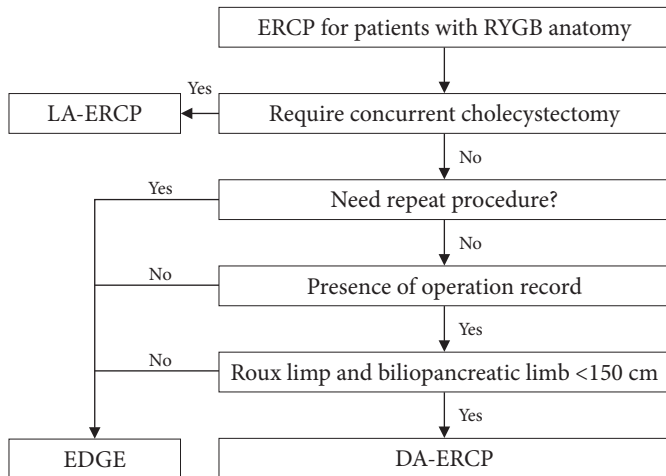 ERCP for patients with RYGB anatomy
Yes
LA-ERCP
Require concurrent cholecystectomy
No
Yes
Need repeat procedure?
No
No
Presence of operation record
Yes
No
Roux limp and biliopancreatic limb <150 cm
Yes
EDGE
DA-ERCP